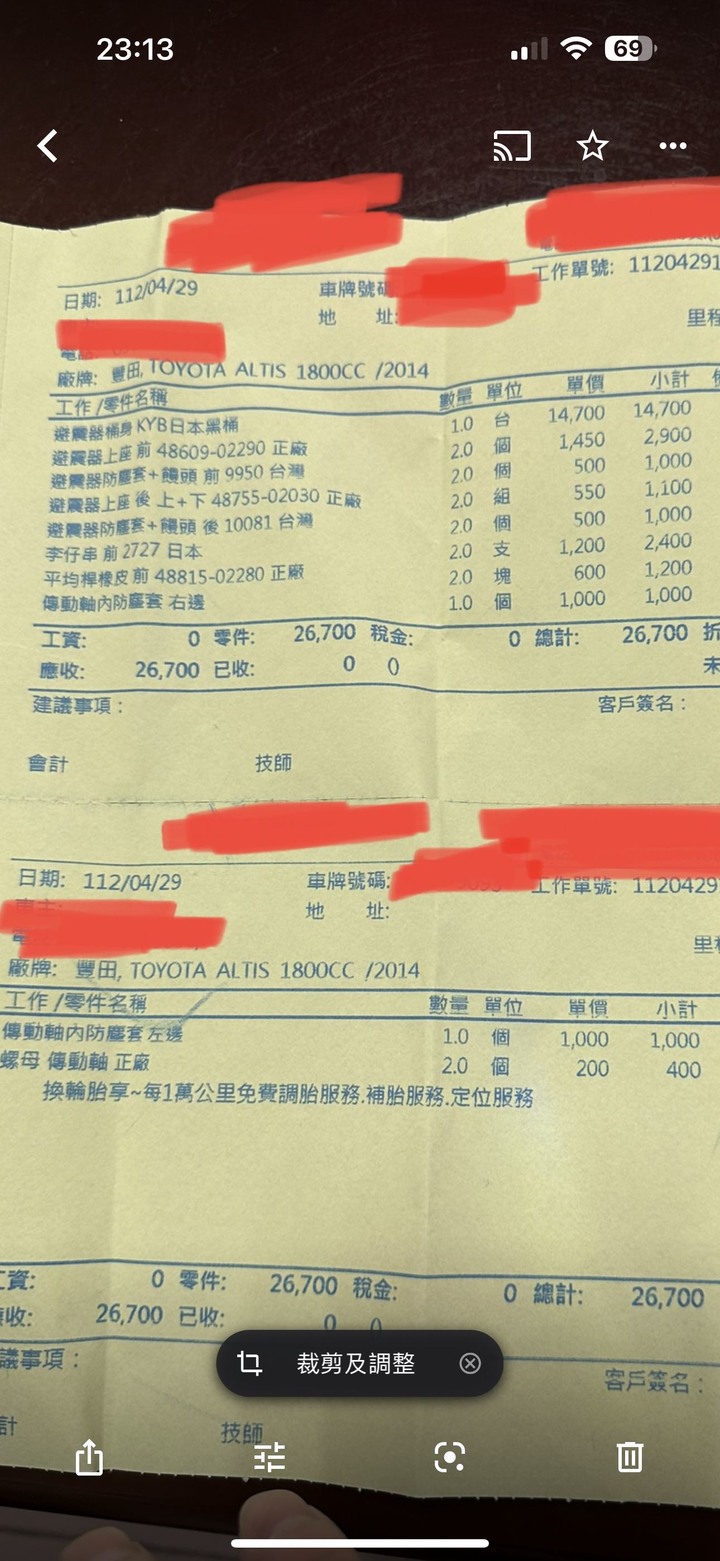 23:13
69
工作單號: 11204291
日期: 112/04/29 車牌號碼
地 址:
里程
廠牌: 豐田, TOYOTA ALTIS 1800CC /2014
工作 /零件名稱 數量 單位 單價 小計
避震器桶身 KYB日本黑桶 1.0 台 14,700 14,700
避震器上座 前 48609-02290 正廠 2.0 個 1,450 2,900
避震器防塵套+饅頭 前 9950 台灣 2.0 個 500 1,000
避震器上座 後 上+下 48755-02030 正廠 2.0 組 550 1,100
避震器防塵套+饅頭 後 10081 台灣 2.0 個 500 1,000
李仔串 前 2727 日本 2.0 支 1,200 2,400
平均桿橡皮 前 48815-02280 正廠 2.0 塊 600 1,200
傳動軸內防塵套 右邊 1.0 個 1,000 1,000
工資: 0 零件: 26,700 稅金: 0 總計: 26,700 折
應收: 26,700 已收: 0 0 未
建議事項： 客戶簽名：
會計 技師
日期: 112/04/29 車牌號碼: 工作單號: 1120429
地 址:
里
廠牌: 豐田, TOYOTA ALTIS 1800CC /2014
工作 /零件名稱 數量 單位 單價 小計
傳動軸內防塵套 左邊 1.0 個 1,000 1,000
螺母 傳動軸 正廠 2.0 個 200 400
換輪胎享~每1萬公里免費調胎服務.補胎服務.定位服務
資: 0 零件: 26,700 稅金: 0 總計: 26,700
收: 26,700 已收: 0 0
議事項： 客戶簽名：
裁剪及調整
計 技師